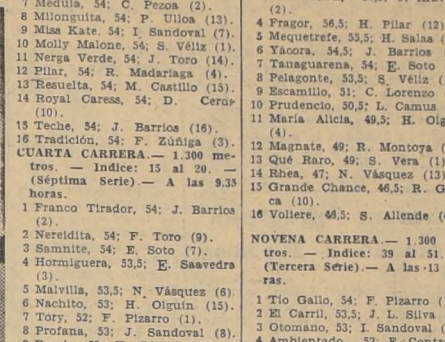 7 Medula, 54; C. Pezoa (2).
8 Milonguita, 54; P. Ulloa (13).
9 Miss Kate. 54; I. Sandoval (7).
10 Molly Malone, 54; S. Véliz (1).
11 Nerga Verde, 54; J. Toro (14).
12 Pilar, 54; R. Madariaga (4).
13 Resuelta, 54; M. Castillo (15).
14 Royal Caress, 54; D. Cerda
(10).
15 Teche, 54; J. Barrios (16).
16 Tradición, 54; F. Zúñiga (3).
CUARTA CARRERA.— 1.300 me-
tros. — Indice: 15 al 20. —
(Séptima Serie).— A las 9.35
horas.
1 Franco Tirador, 54; J. Barrios
(2).
2 Nereidita, 54; F. Toro (9).
3 Samnite, 54; E. Soto (7).
4 Hormiguera, 53,5; E. Saavedra
(3).
5 Malvilla, 53,5; N. Vásquez (6)
6 Nachito, 53; H. Olguín (15).
7 Tory, 52; F. Pizarro (1).
8 Profana, 53; J. Sandoval (8).
(2).
4 Fragor, 56,5; H. Pilar (12)
5 Mequetrefe, 55,5; H. Salas
6 Yácora, 54,5; J. Barrios
7 Tanaguarena, 54; E. Soto
8 Pelagonte, 53,5; S. Véliz
9 Escamillo, 51; C. Lorenzo
10 Prudencio, 50,5; L. Camus
11 María Alicia, 49,5; H. Olg
(4).
12 Magnate, 49; R. Montoya (
13 Qué Raro, 49; S. Vera (1)
14 Rhea, 47; N. Vásquez (13)
15 Grande Chance, 46,5; R. G
ca (10).
16 Voliere, 46,5; S. Allende (
NOVENA CARRERA.— 1.300
tros. — Indice: 39 al 51.
(Tercera Serie).— A las 13
ras.
1 Tío Gallo, 54; F. Pizarro (
2 El Carril, 53,5; J. L. Silva (
3 Otomano, 53; I. Sandoval (
4 Ambientado, 53;